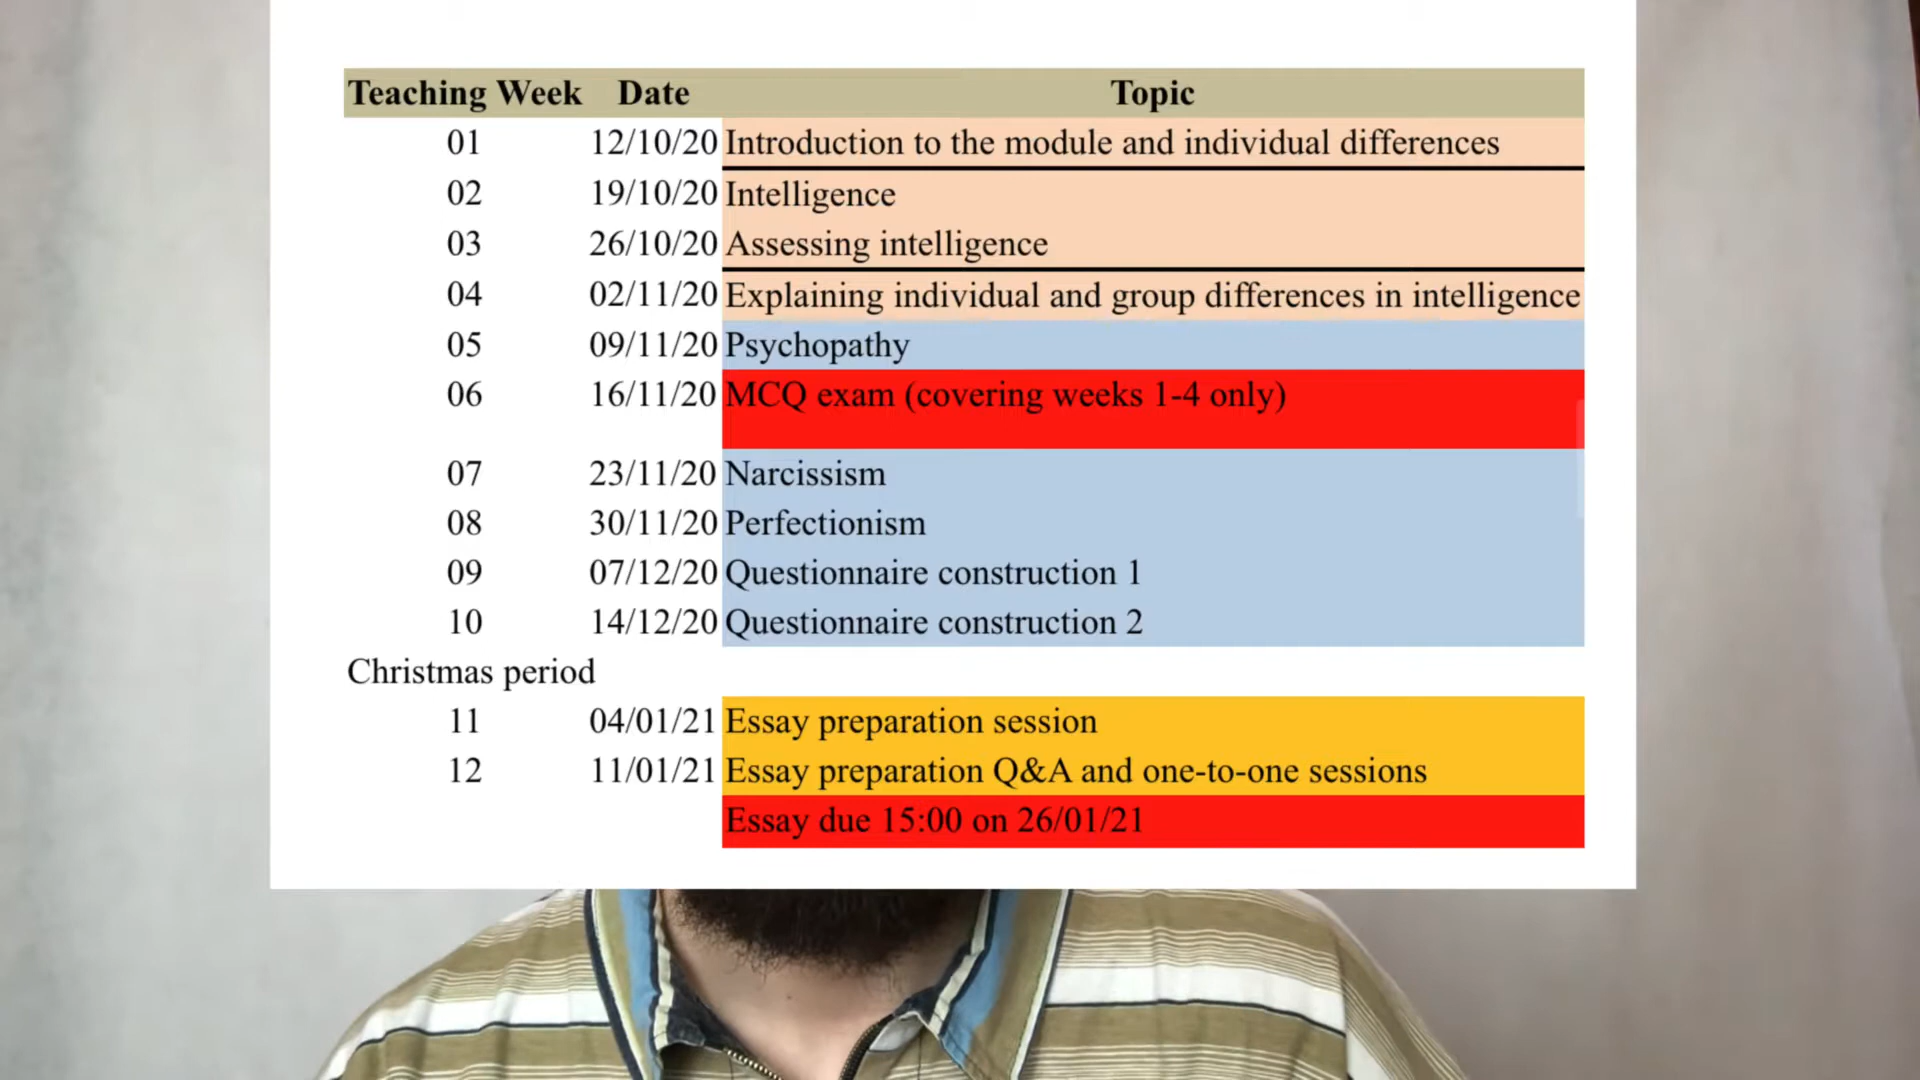 Teaching Week Date Topic
01 12/10/20 Introduction to the module and individual differences
02 19/10/20 Intelligence
03 26/10/20 Assessing intelligence
04 02/11/20 Explaining individual and group differences in intelligence
05 09/11/20 Psychopathy
06 16/11/20 MCQ exam (covering weeks 1-4 only)
07 23/11/20 Narcissism
08 30/11/20 Perfectionism
09 07/12/20 Questionnaire construction 1
10 14/12/20 Questionnaire construction 2
Christmas period
11 04/01/21 Essay preparation session
12 11/01/21 Essay preparation Q&A and one-to-one sessions
Essay due 15:00 on 26/01/21